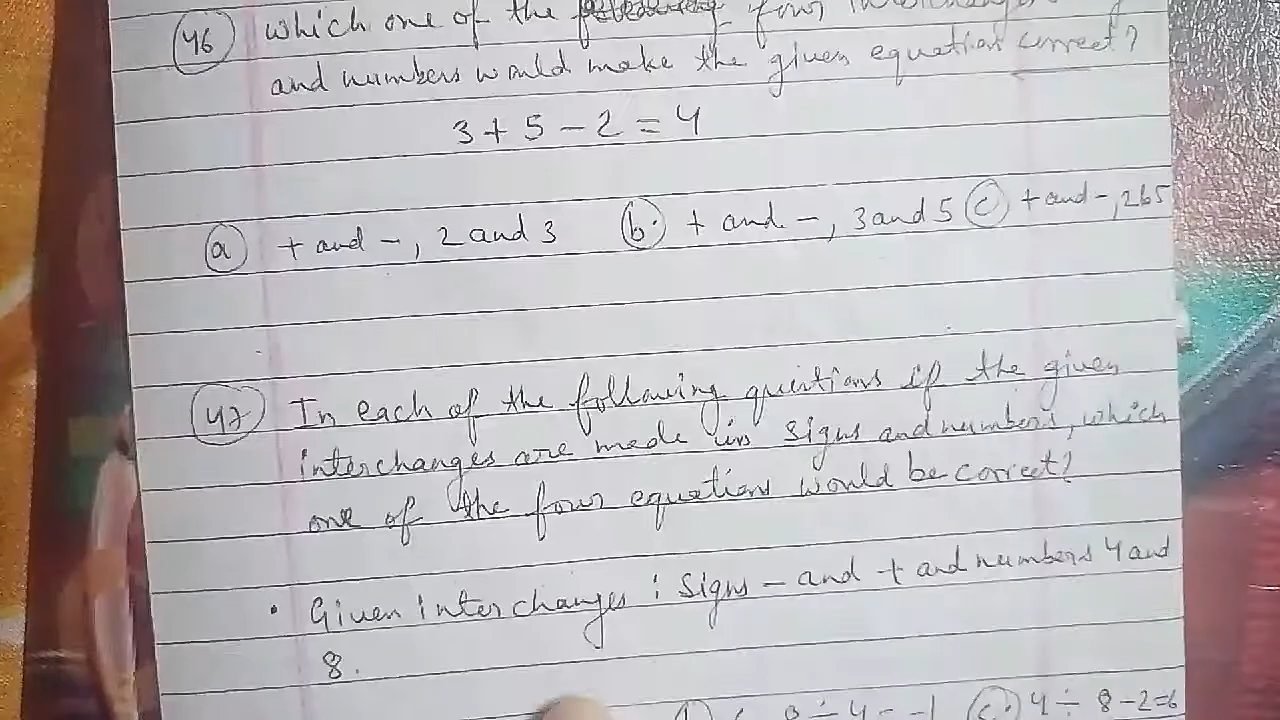 46 which one of the four
and numbers would make the given equation correct?
3 + 5 - 2 = 4
a + and -, 2 and 3 b. + and -, 3 and 5 c + and -, 2 & 5
47 In each of the following questions if the given
interchanges are made in signs and numbers, which
one of the four equations would be correct?
• Given interchanges : Signs - and + and numbers 4 and
8.
c. 4 ÷ 8 - 2 = 6